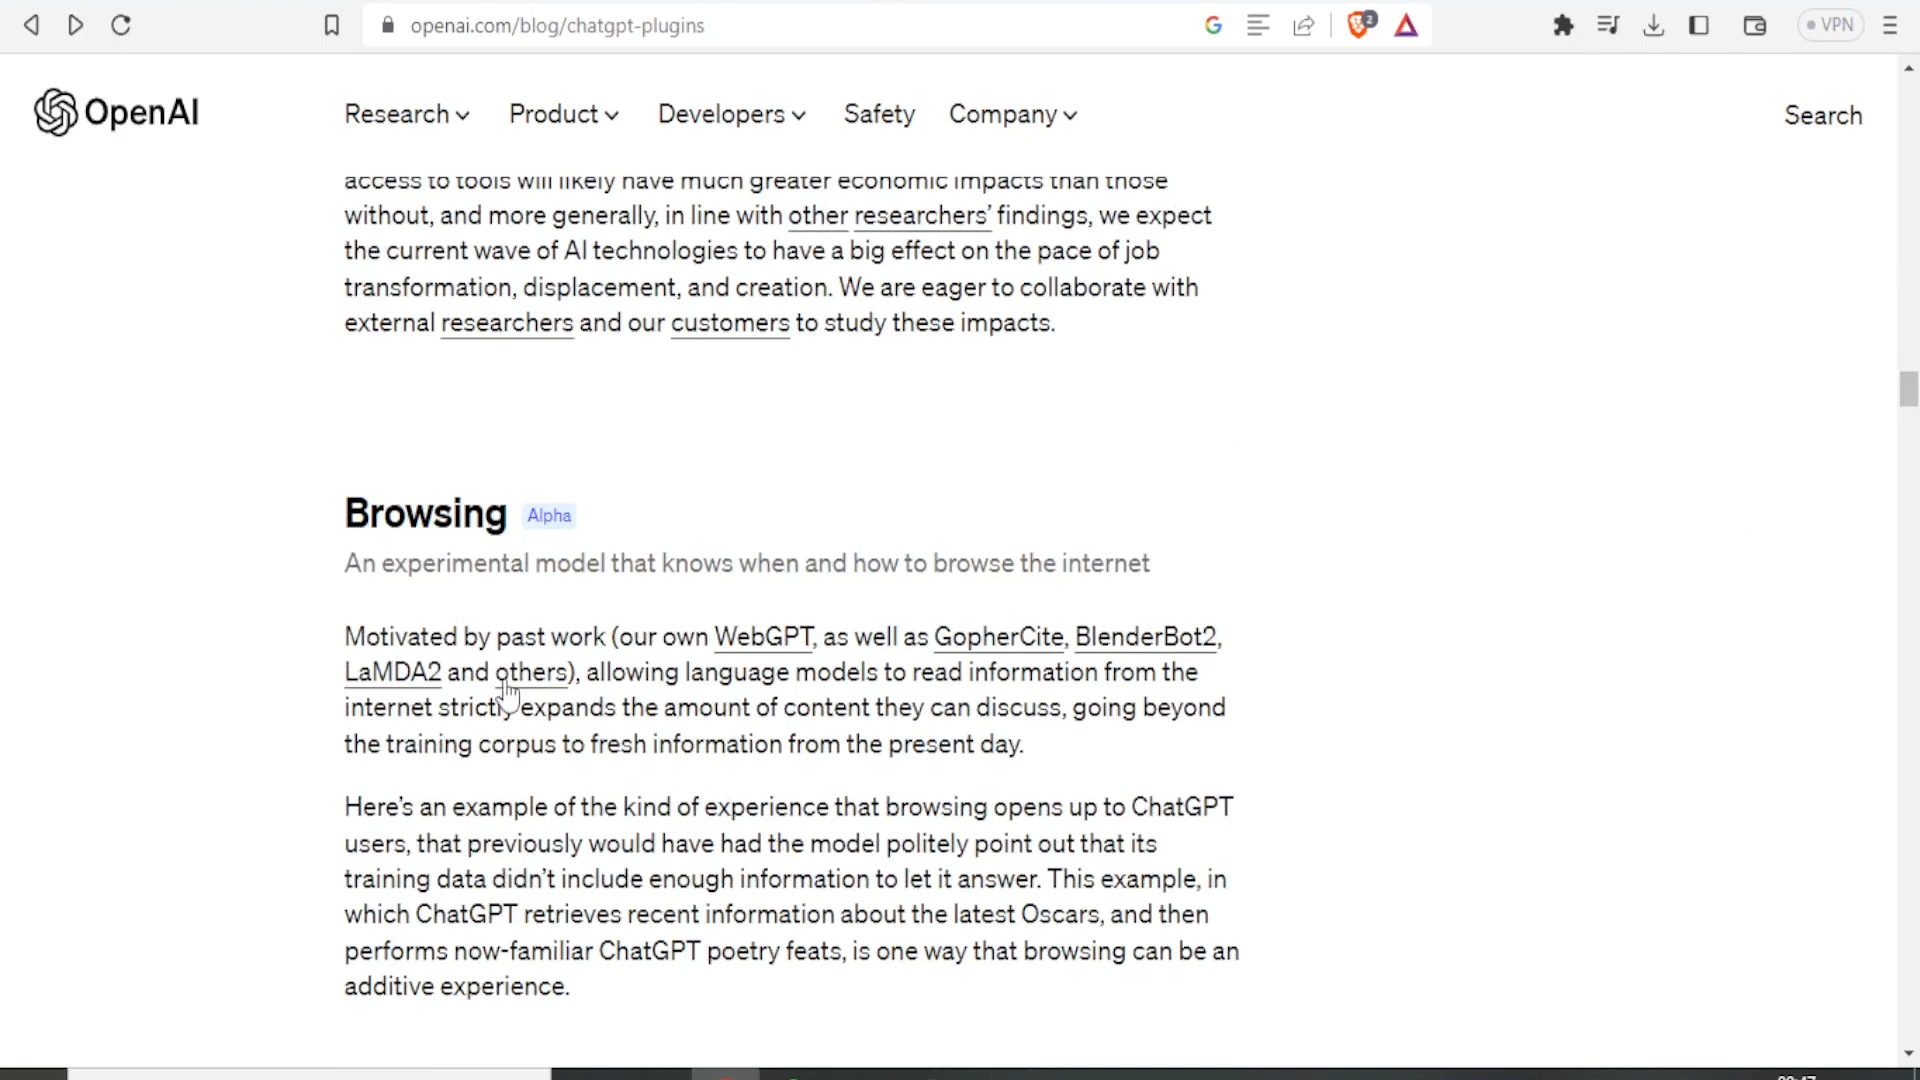 openai.com/blog/chatgpt-plugins
2
VPN
OpenAI
Research
Product
Developers
Safety
Company
Search
access to tools will likely have much greater economic impacts than those
without, and more generally, in line with other researchers’ findings, we expect
the current wave of AI technologies to have a big effect on the pace of job
transformation, displacement, and creation. We are eager to collaborate with
external researchers and our customers to study these impacts.
Browsing Alpha
An experimental model that knows when and how to browse the internet
Motivated by past work (our own WebGPT, as well as GopherCite, BlenderBot2,
LaMDA2 and others), allowing language models to read information from the
internet strictly expands the amount of content they can discuss, going beyond
the training corpus to fresh information from the present day.
Here’s an example of the kind of experience that browsing opens up to ChatGPT
users, that previously would have had the model politely point out that its
training data didn’t include enough information to let it answer. This example, in
which ChatGPT retrieves recent information about the latest Oscars, and then
performs now-familiar ChatGPT poetry feats, is one way that browsing can be an
additive experience.